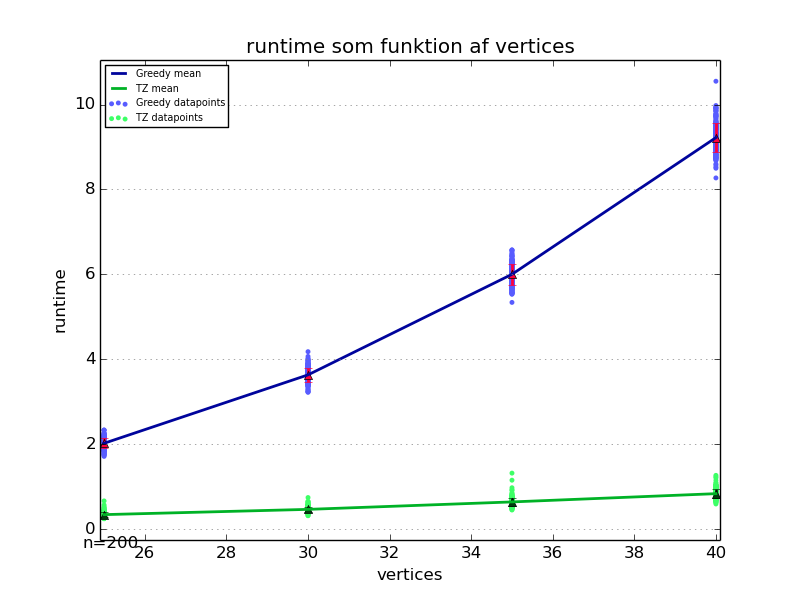 runtime som funktion af vertices
Greedy mean
TZ mean
Greedy datapoints
TZ datapoints
10
8
6
4
2
0
runtime
n=200
26
28
30
32
34
36
38
40
vertices